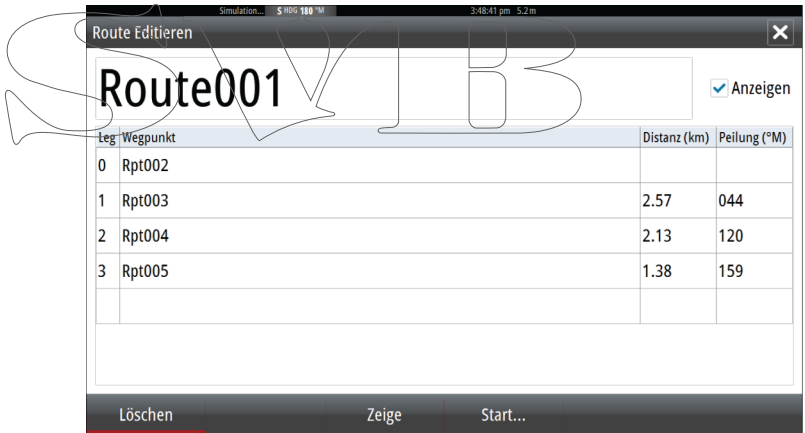 Simulation... S HDG 180 °M 3:48:41 pm 5.2 m
Route Editieren
Route001
Anzeigen
Leg Wegpunkt Distanz (km) Peilung (°M)
0 Rpt002
1 Rpt003 2.57 044
2 Rpt004 2.13 120
3 Rpt005 1.38 159
Löschen Zeige Start...
SVB